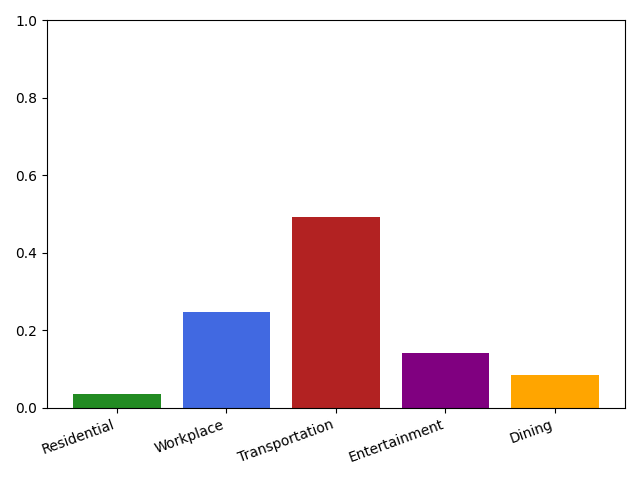 1.0
0.8
0.6
0.4
0.2
0.0
Residential
Workplace
Transportation
Entertainment
Dining